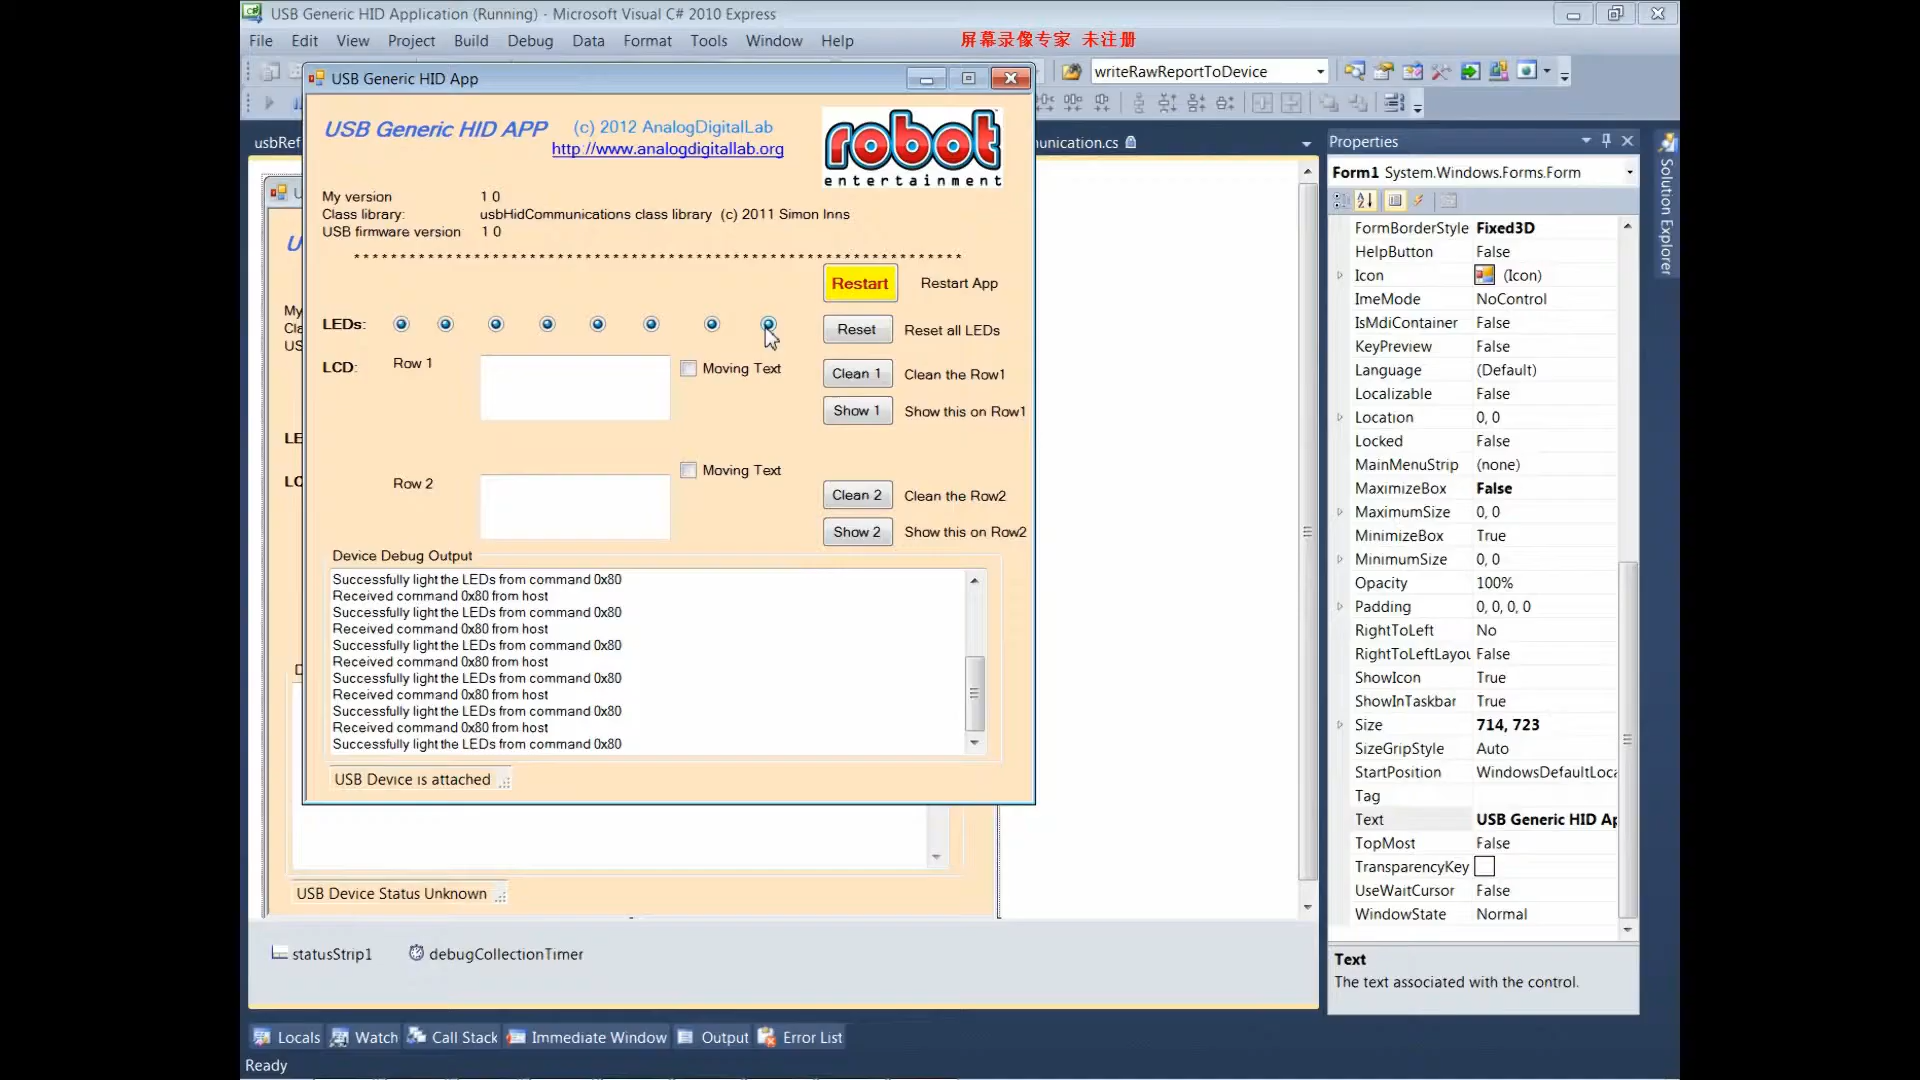 USB Generic HID Application (Running) - Microsoft Visual C# 2010 Express
File Edit View Project Build Debug Data Format Tools Window Help
屏幕录像专家 未注册
USB Generic HID App
writeRawReportToDevice
usbRef
unication.cs
USB Generic HID APP
(c) 2012 AnalogDigitalLab
http://www.analogdigitallab.org
robot
entertainment
My version 1 0
Class library: usbHidCommunications class library (c) 2011 Simon Inns
USB firmware version 1 0
Restart Restart App
LEDs:
Reset Reset all LEDs
LCD:
Row 1
Moving Text
Clean 1 Clean the Row1
Show 1 Show this on Row1
Moving Text
Row 2
Clean 2 Clean the Row2
Show 2 Show this on Row2
Device Debug Output
Successfully light the LEDs from command 0x80
Received command 0x80 from host
Successfully light the LEDs from command 0x80
Received command 0x80 from host
Successfully light the LEDs from command 0x80
Received command 0x80 from host
Successfully light the LEDs from command 0x80
Received command 0x80 from host
Successfully light the LEDs from command 0x80
Received command 0x80 from host
Successfully light the LEDs from command 0x80
USB Device is attached
U
U
My
Cla
US
LE
LC
D
USB Device Status Unknown
statusStrip1 debugCollectionTimer
Properties
Form1 System.Windows.Forms.Form
FormBorderStyle Fixed3D
HelpButton False
Icon (Icon)
ImeMode NoControl
IsMdiContainer False
KeyPreview False
Language (Default)
Localizable False
Location 0, 0
Locked False
MainMenuStrip (none)
MaximizeBox False
MaximumSize 0, 0
MinimizeBox True
MinimumSize 0, 0
Opacity 100%
Padding 0, 0, 0, 0
RightToLeft No
RightToLeftLayou False
ShowIcon True
ShowInTaskbar True
Size 714, 723
SizeGripStyle Auto
StartPosition WindowsDefaultLoca
Tag
Text USB Generic HID Ap
TopMost False
TransparencyKey
UseWaitCursor False
WindowState Normal
Text
The text associated with the control.
Solution Explorer
Locals Watch Call Stack Immediate Window Output Error List
Ready